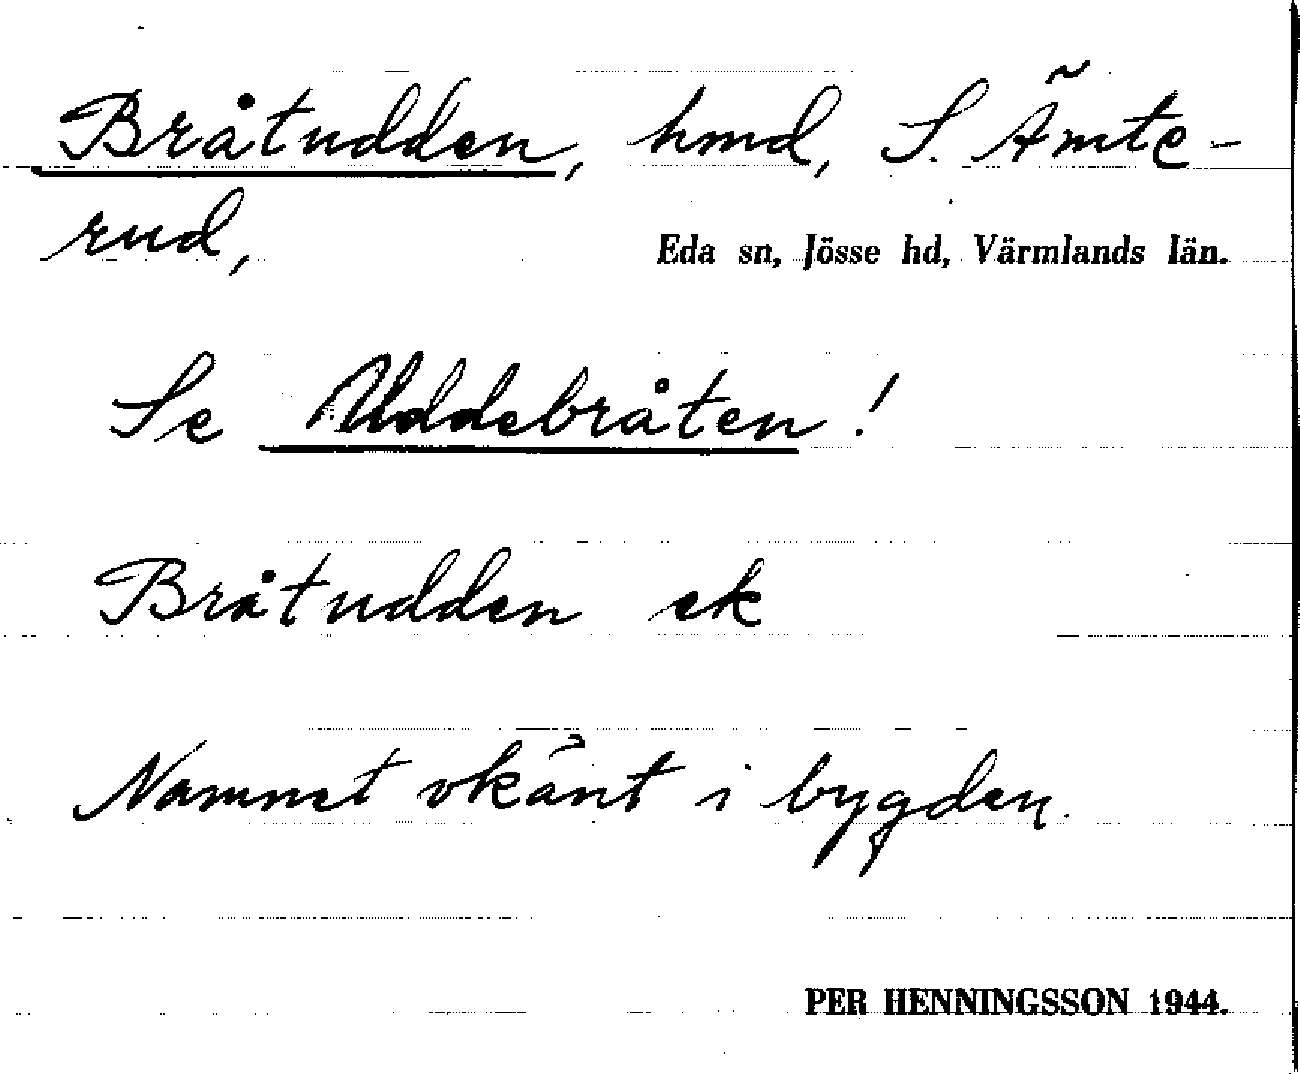 Bråtudden, hmd, S. Ämte-
rud,
Eda sn, Jösse hd, Värmlands län.
Se Uddebråten!
Bråtudden ek
Namnet okänt i bygden.
PER HENNINGSSON 1944.